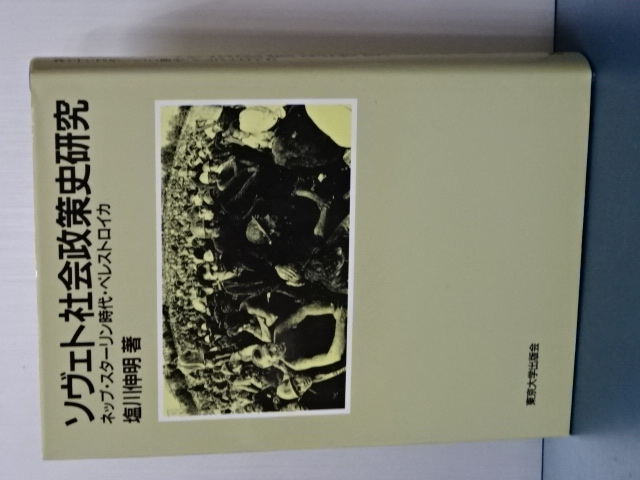 ソヴェト社会政策史研究
ネップ・スターリン時代・ペレストロイカ
塩川伸明 著
東京大学出版会